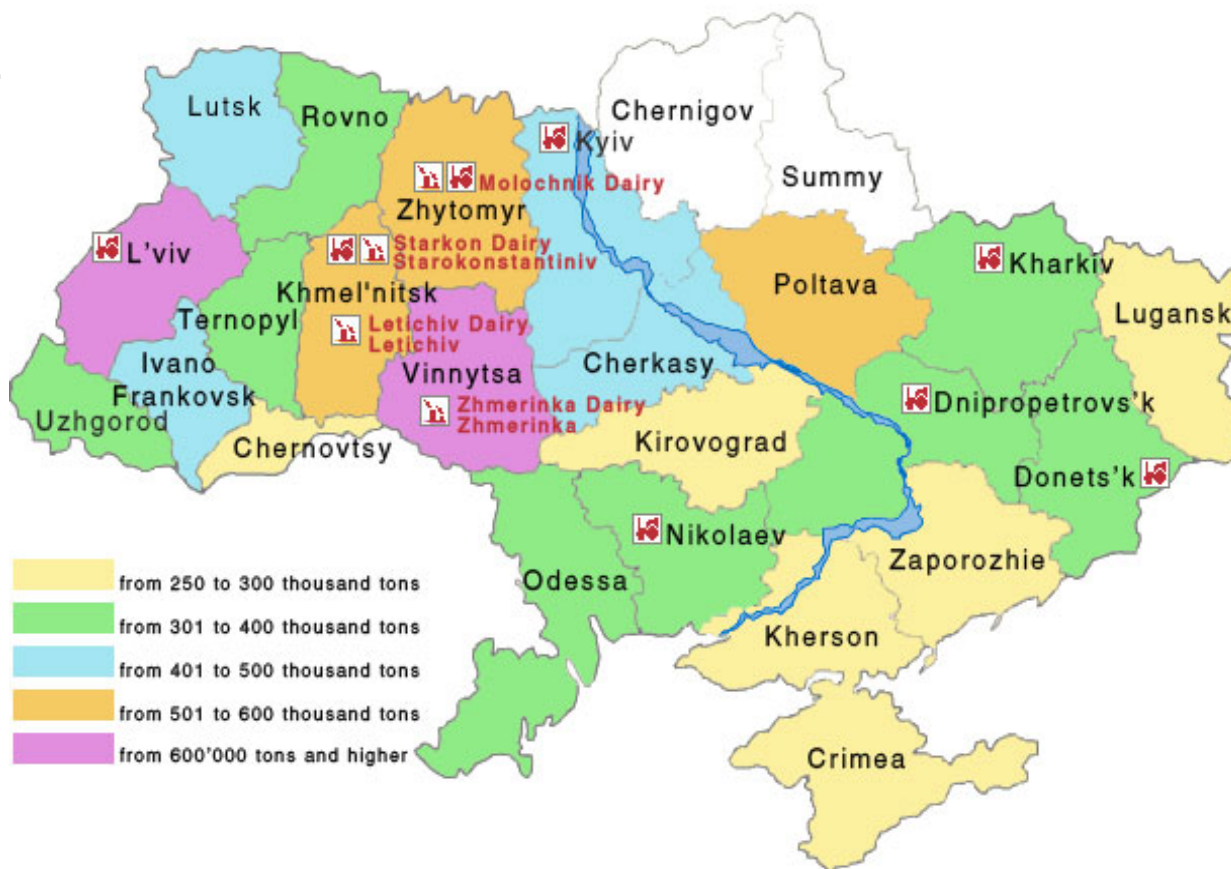 Lutsk
Rovno
Chernigov
Kyiv
Summy
Molochnik Dairy
Zhytomyr
L'viv
Starkon Dairy
Starokonstantiniv
Kharkiv
Khmel'nitsk
Poltava
Lugansk
Ternopyl
Letichiv Dairy
Letichiv
Ivano
Frankovsk
Vinnytsa
Cherkasy
Uzhgorod
Zhmerinka Dairy
Zhmerinka
Dnipropetrovs'k
Chernovtsy
Kirovograd
Donets'k
Nikolaev
Odessa
Zaporozhie
Kherson
Crimea
from 250 to 300 thousand tons
from 301 to 400 thousand tons
from 401 to 500 thousand tons
from 501 to 600 thousand tons
from 600'000 tons and higher